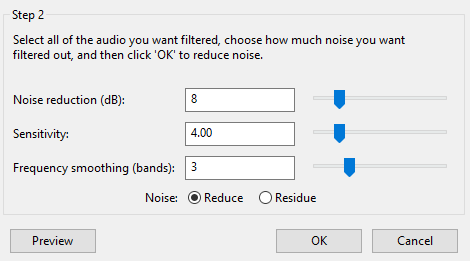 Step 2
Select all of the audio you want filtered, choose how much noise you want
filtered out, and then click 'OK' to reduce noise.
Noise reduction (dB): 8
Sensitivity: 4.00
Frequency smoothing (bands): 3
Noise: Reduce Residue
Preview OK Cancel